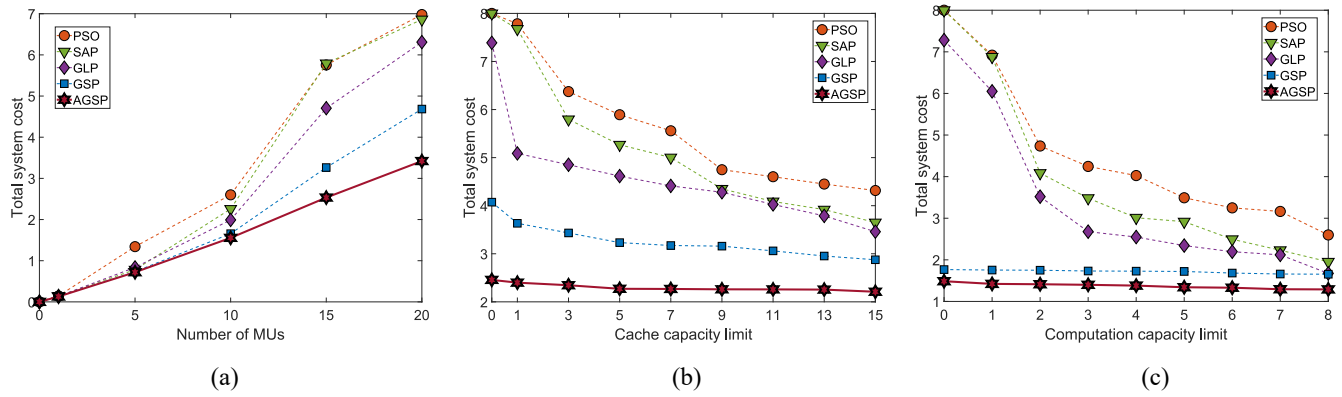 7
6
5
4
3
2
1
0
Total system cost
PSO
SAP
GLP
GSP
AGSP
0 5 10 15 20
Number of MUs
(a)
8
7
6
5
4
3
2
Total system cost
PSO
SAP
GLP
GSP
AGSP
0 1 3 5 7 9 11 13 15
Cache capacity limit
(b)
8
7
6
5
4
3
2
1
Total system cost
PSO
SAP
GLP
GSP
AGSP
0 1 2 3 4 5 6 7 8
Computation capacity limit
(c)